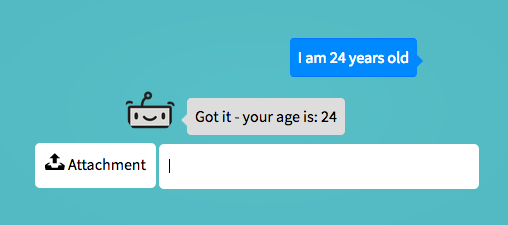 I am 24 years old
Got it - your age is: 24
Attachment